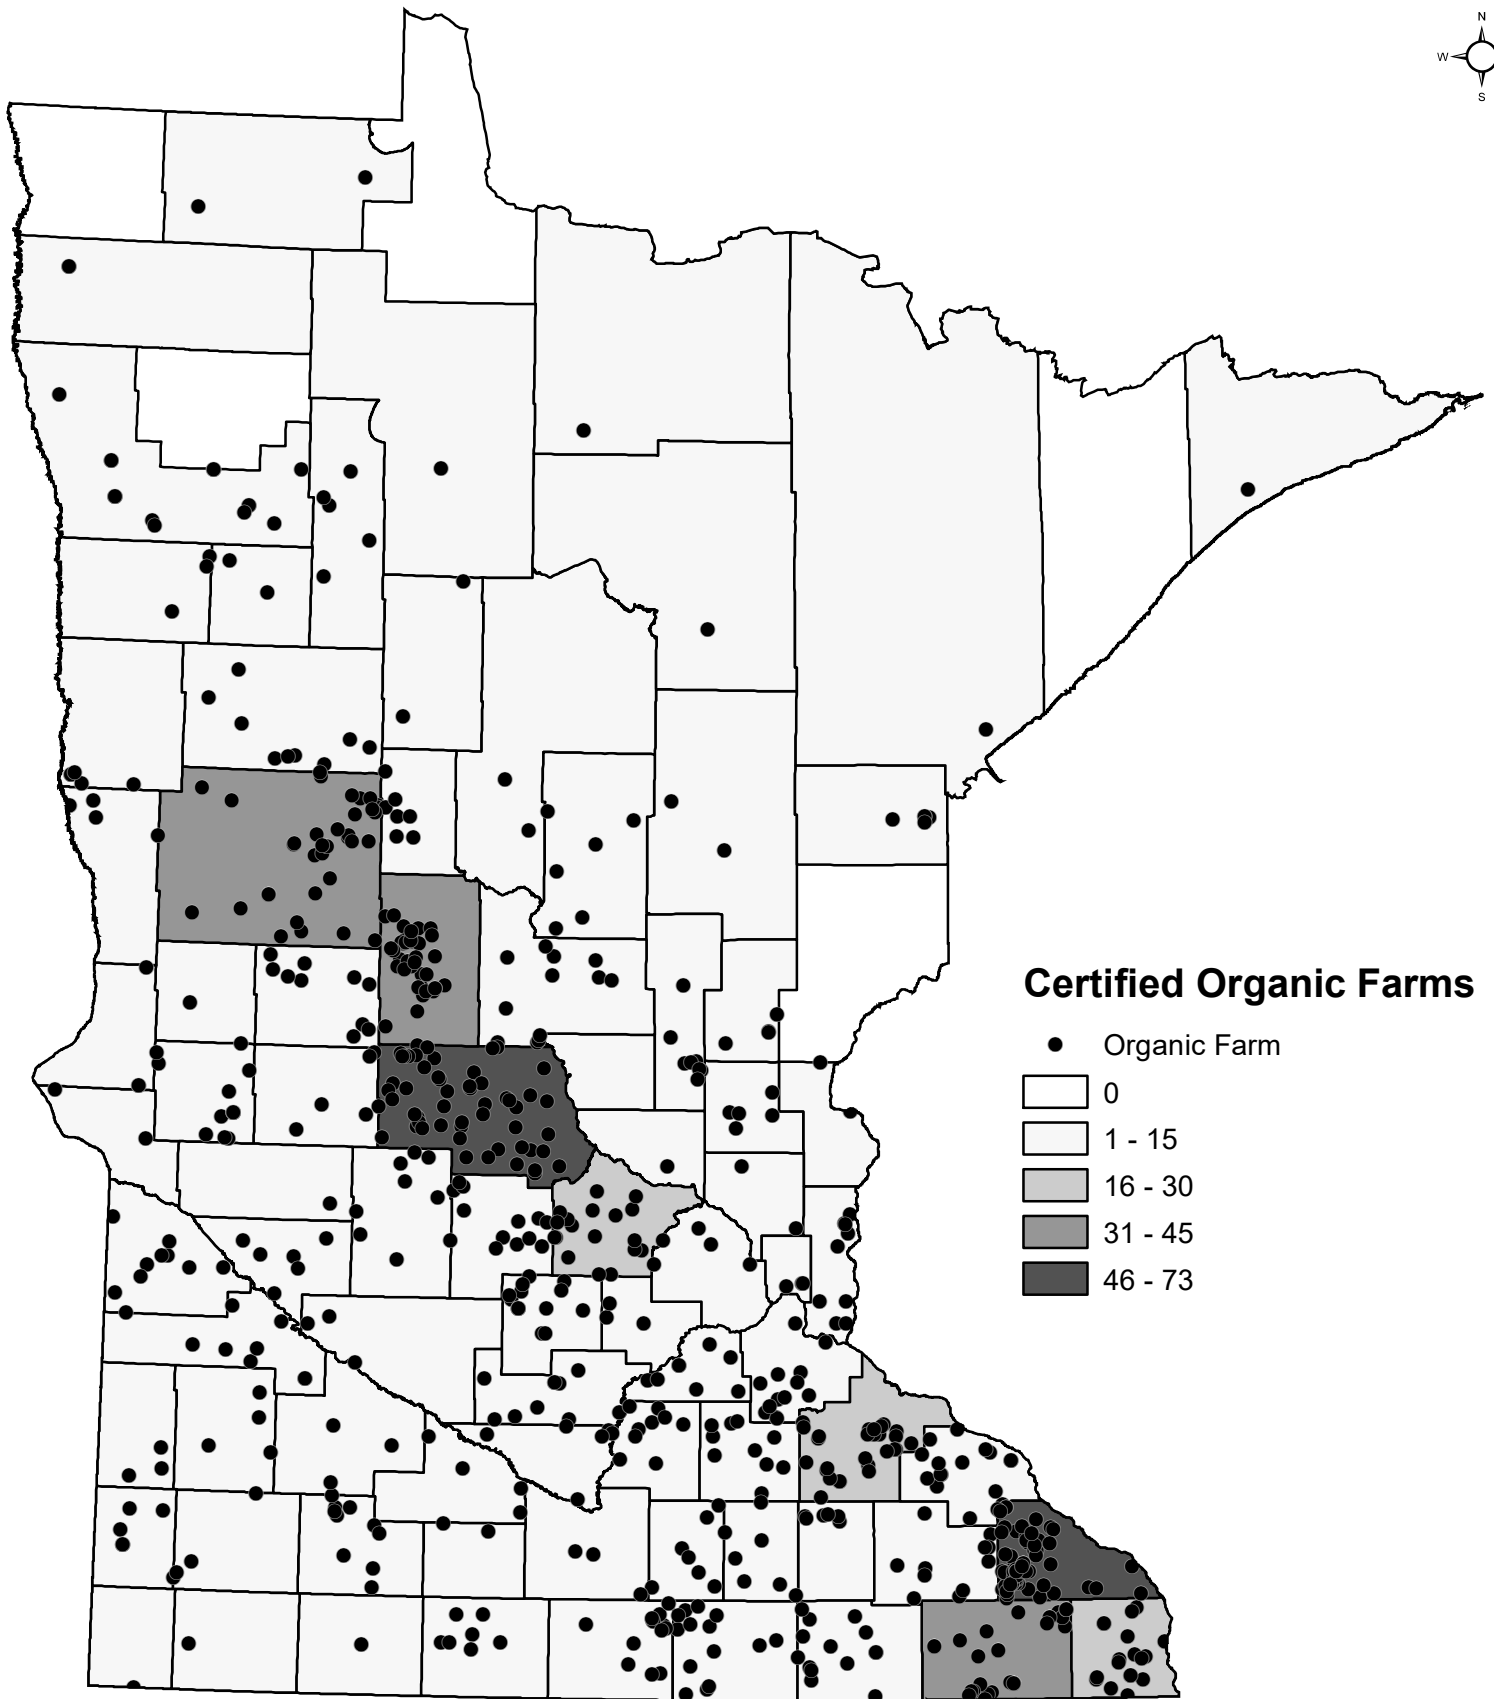 N
W
S
Certified Organic Farms
Organic Farm
0
1 - 15
16 - 30
31 - 45
46 - 73